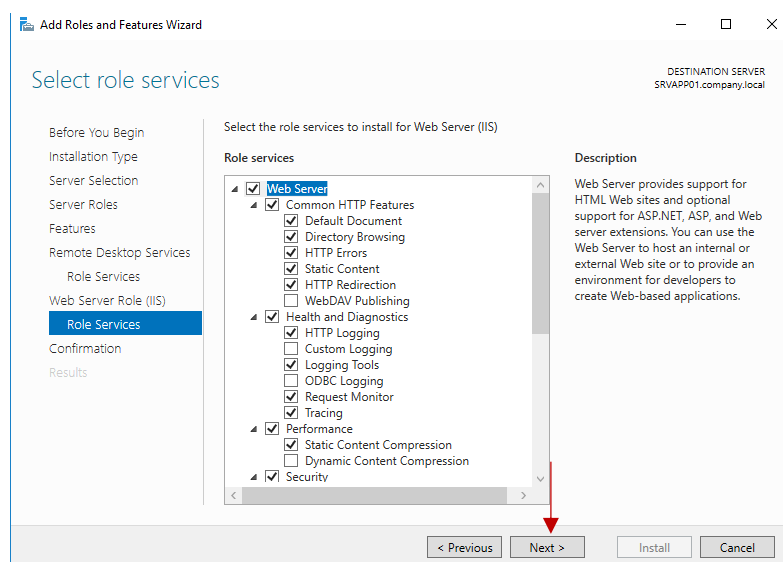 Add Roles and Features Wizard
Select role services
DESTINATION SERVER
SRVAPP01.company.local
Before You Begin
Installation Type
Server Selection
Server Roles
Features
Remote Desktop Services
Role Services
Web Server Role (IIS)
Role Services
Confirmation
Results
Select the role services to install for Web Server (IIS)
Role services
Web Server
Common HTTP Features
Default Document
Directory Browsing
HTTP Errors
Static Content
HTTP Redirection
WebDAV Publishing
Health and Diagnostics
HTTP Logging
Custom Logging
Logging Tools
ODBC Logging
Request Monitor
Tracing
Performance
Static Content Compression
Dynamic Content Compression
Security
Description
Web Server provides support for
HTML Web sites and optional
support for ASP.NET, ASP, and Web
server extensions. You can use the
Web Server to host an internal or
external Web site or to provide an
environment for developers to
create Web-based applications.
< Previous
Next >
Install
Cancel